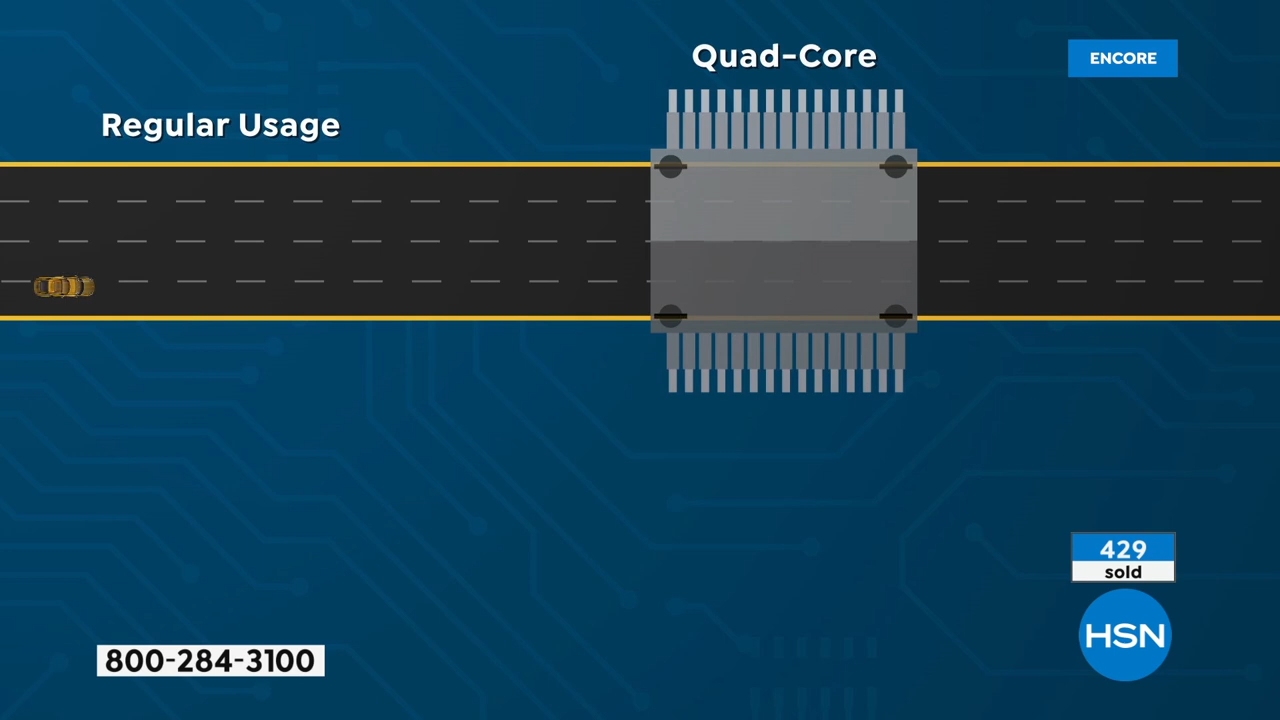 Quad-Core
ENCORE
Regular Usage
429
sold
HSN
800-284-3100